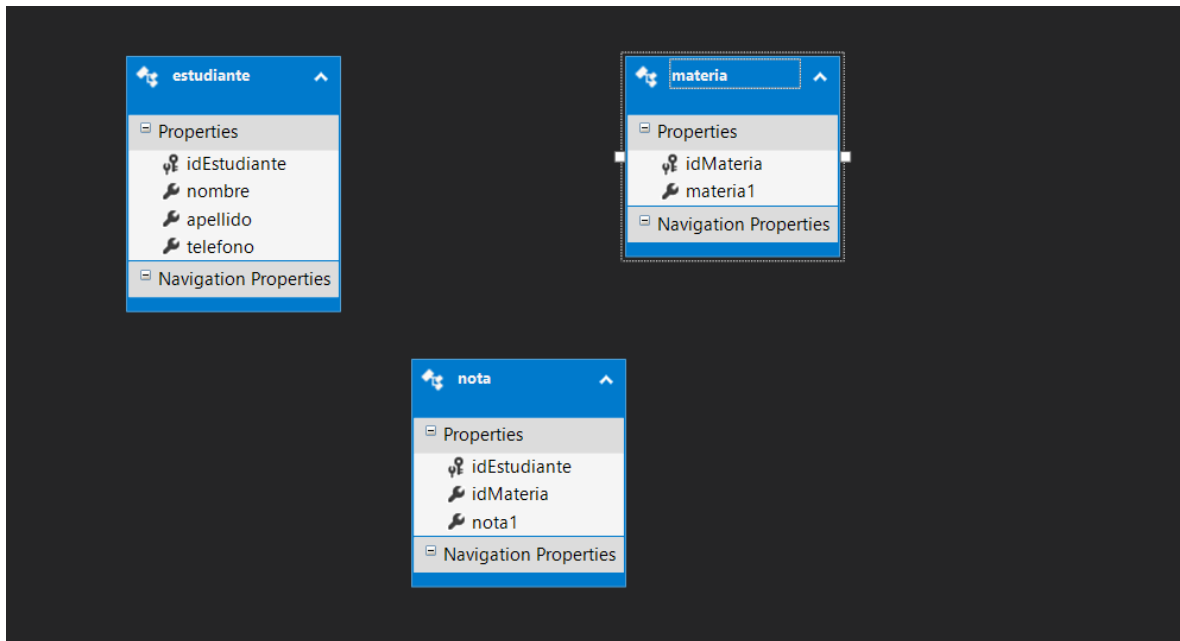 estudiante
Properties
idEstudiante
nombre
apellido
telefono
Navigation Properties
materia
Properties
idMateria
materia1
Navigation Properties
nota
Properties
idEstudiante
idMateria
nota1
Navigation Properties